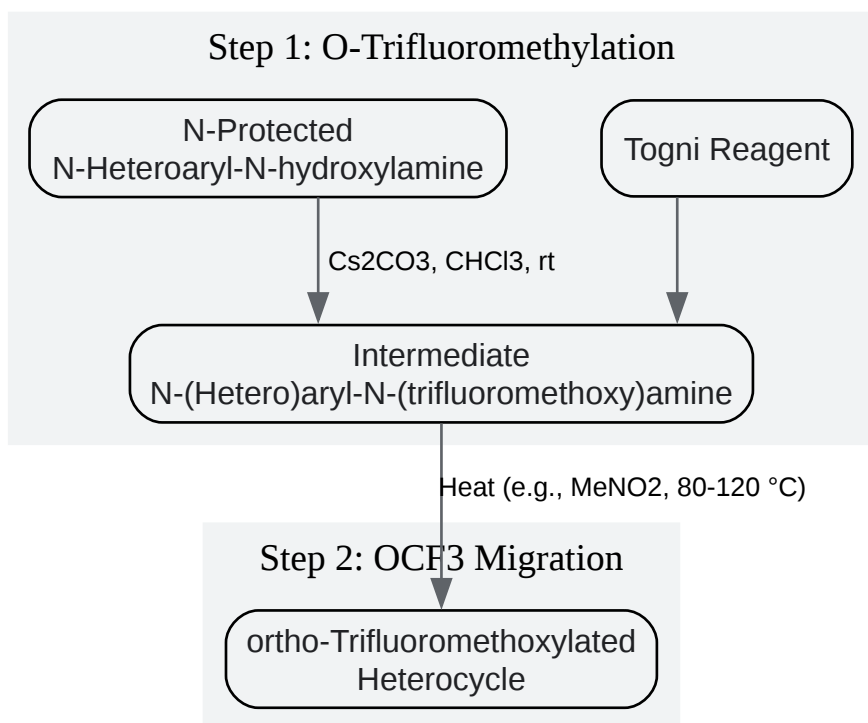 Step 1: O-Trifluoromethylation
N-Protected
N-Heteroaryl-N-hydroxylamine
Togni Reagent
Cs2CO3, CHCl3, rt
Intermediate
N-(Hetero)aryl-N-(trifluoromethoxy)amine
Heat (e.g., MeNO2, 80-120 °C)
Step 2: OCF3 Migration
ortho-Trifluoromethoxylated
Heterocycle